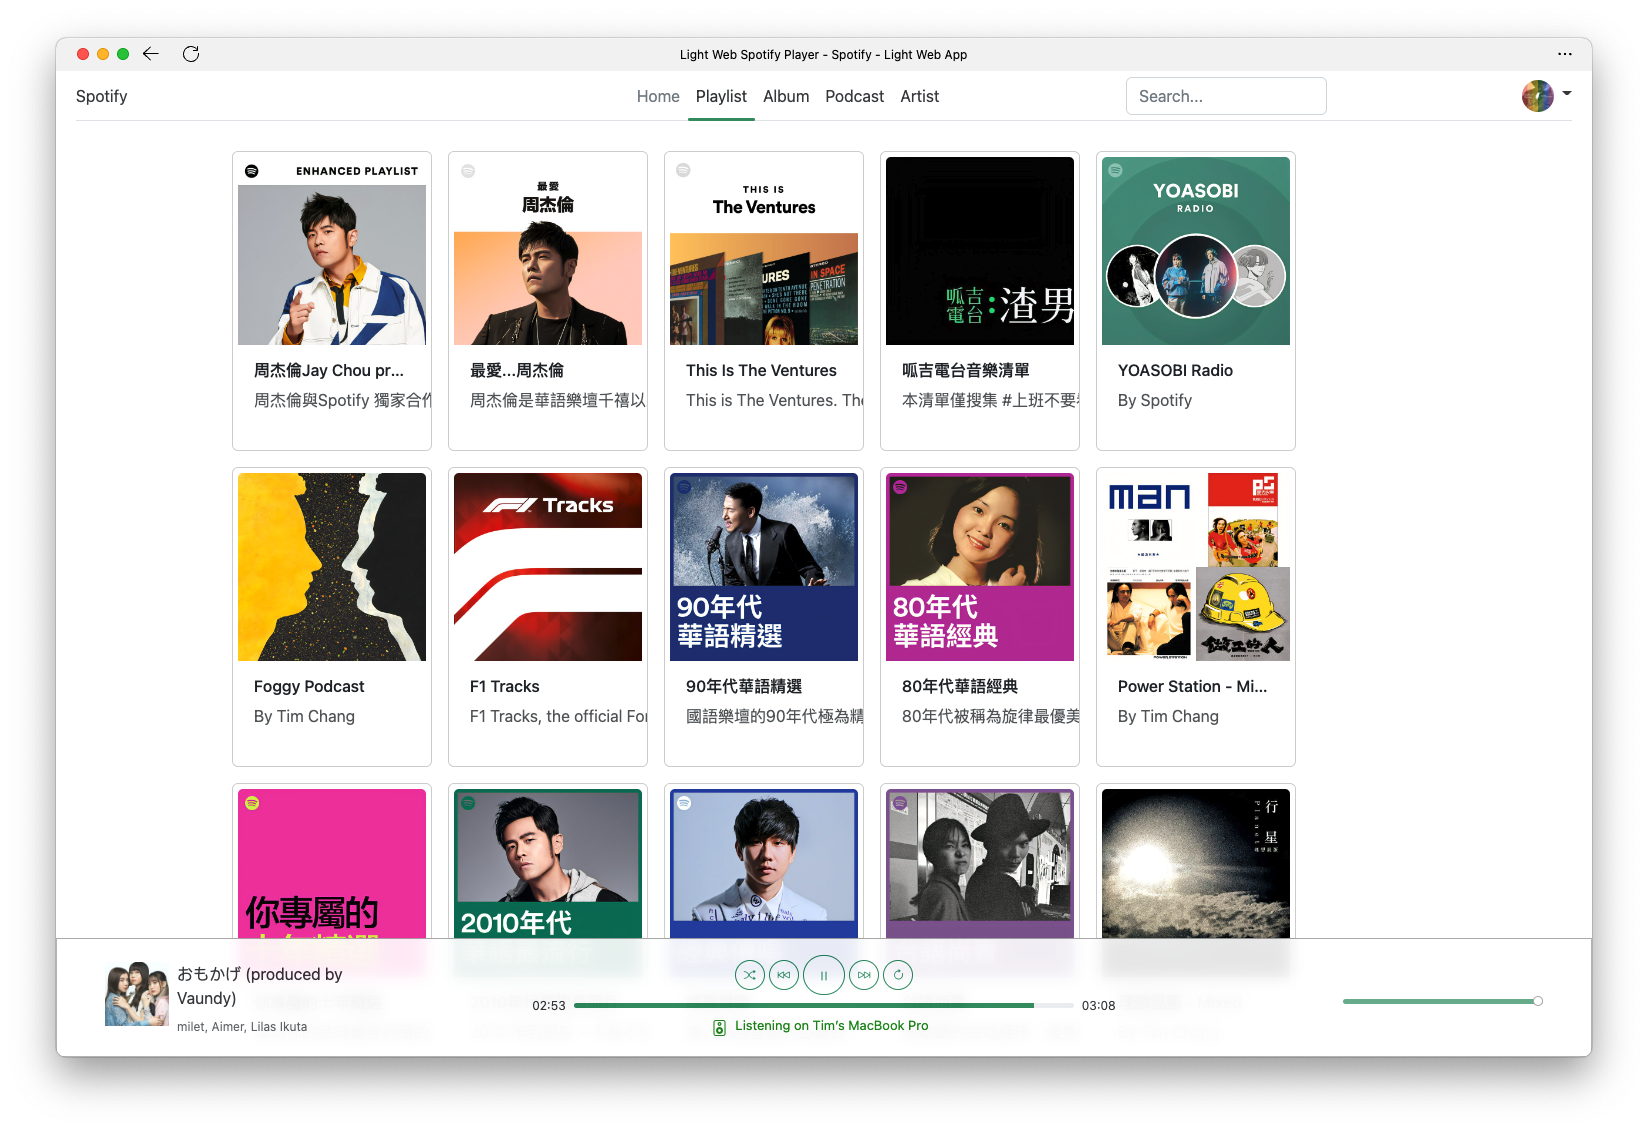 Light Web Spotify Player - Spotify - Light Web App
Spotify
Home
Playlist
Album
Podcast
Artist
Search...
ENHANCED PLAYLIST
周杰倫Jay Chou pr...
周杰倫與Spotify 獨家合作
最愛
周杰倫
最愛...周杰倫
周杰倫是華語樂壇千禧以
THIS IS
The Ventures
This Is The Ventures
This is The Ventures. The
呱吉
電台:渣男
呱吉電台音樂清單
本清單僅搜集 #上班不要看
YOASOBI
RADIO
YOASOBI Radio
By Spotify
Foggy Podcast
By Tim Chang
F1 Tracks
F1 Tracks
F1 Tracks, the official For
90年代
華語精選
90年代華語精選
國語樂壇的90年代極為精
80年代
華語經典
80年代華語經典
80年代被稱為旋律最優美
man
做工的人
Power Station - Mi...
By Tim Chang
你專屬的
2010年代
行星
Planet
おもかげ (produced by
Vaundy)
milet, Aimer, Lilas Ikuta
02:53
03:08
Listening on Tim's MacBook Pro